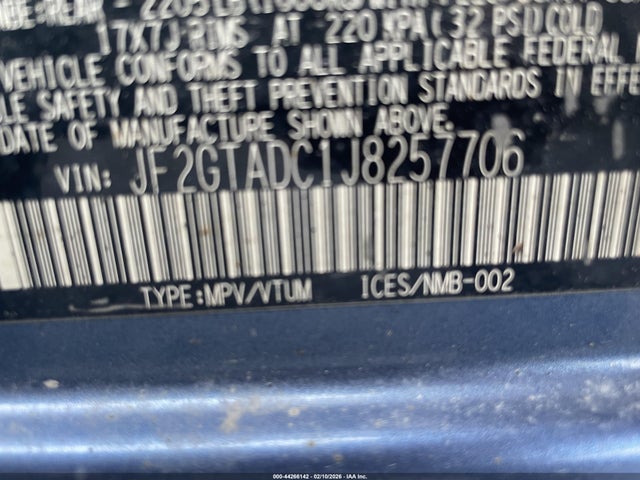 17X7J RIMS AT 220 KPA( 32 PSI)COLD
VEHICLE CONFORMS TO ALL APPLICABLE FEDERAL
LE SAFETY AND THEFT PREVENTION STANDARDS IN EFFE
DATE OF MANUFACTURE SHOWN ABOVE.
VIN: JF2GTADC1J8257706
TYPE:MPV/VTUM ICES/NMB-002
000-44266142 - 02/10/2026 - IAA Inc.